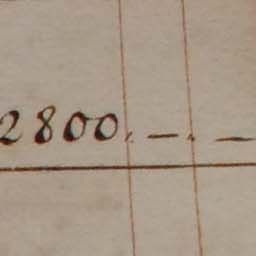 2800. — . —